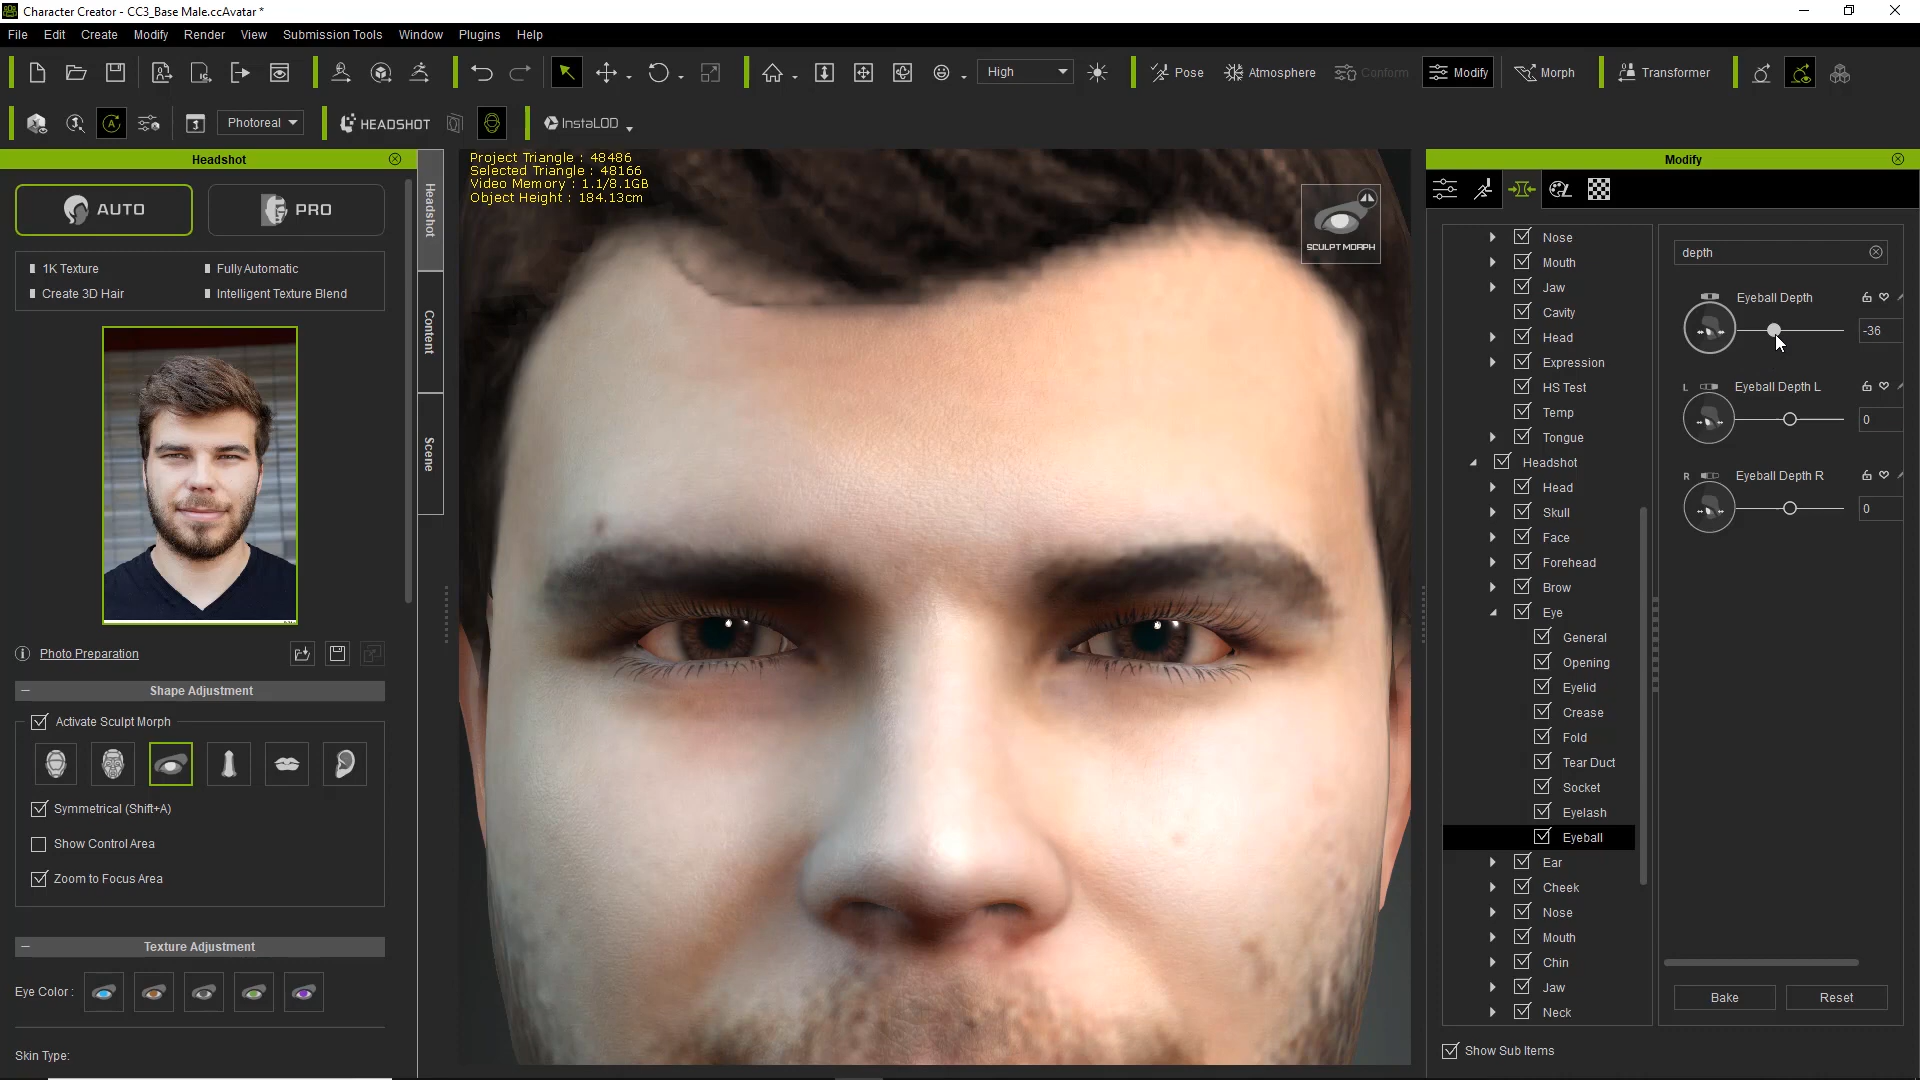 Character Creator - CC3_Base Male.ccAvatar *
File Edit Create Modify Render View Submission Tools Window Plugins Help
High Pose Atmosphere Conform Modify Morph Transformer
Photoreal HEADSHOT InstaLOD
Headshot
AUTO PRO
1K Texture Fully Automatic
Create 3D Hair Intelligent Texture Blend
Photo Preparation
Shape Adjustment
Activate Sculpt Morph
Symmetrical (Shift+A)
Show Control Area
Zoom to Focus Area
Texture Adjustment
Eye Color :
Skin Type:
Headshot
Content
Scene
Project Triangle : 48486
Selected Triangle : 48166
Video Memory : 1.1/8.1GB
Object Height : 184.13cm
SCULPT MORPH
Modify
Nose
Mouth
Jaw
Cavity
Head
Expression
HS Test
Temp
Tongue
Headshot
Head
Skull
Face
Forehead
Brow
Eye
General
Opening
Eyelid
Crease
Fold
Tear Duct
Socket
Eyelash
Eyeball
Ear
Cheek
Nose
Mouth
Chin
Jaw
Neck
Show Sub Items
depth
Eyeball Depth
-36
L Eyeball Depth L
0
R Eyeball Depth R
0
Bake Reset